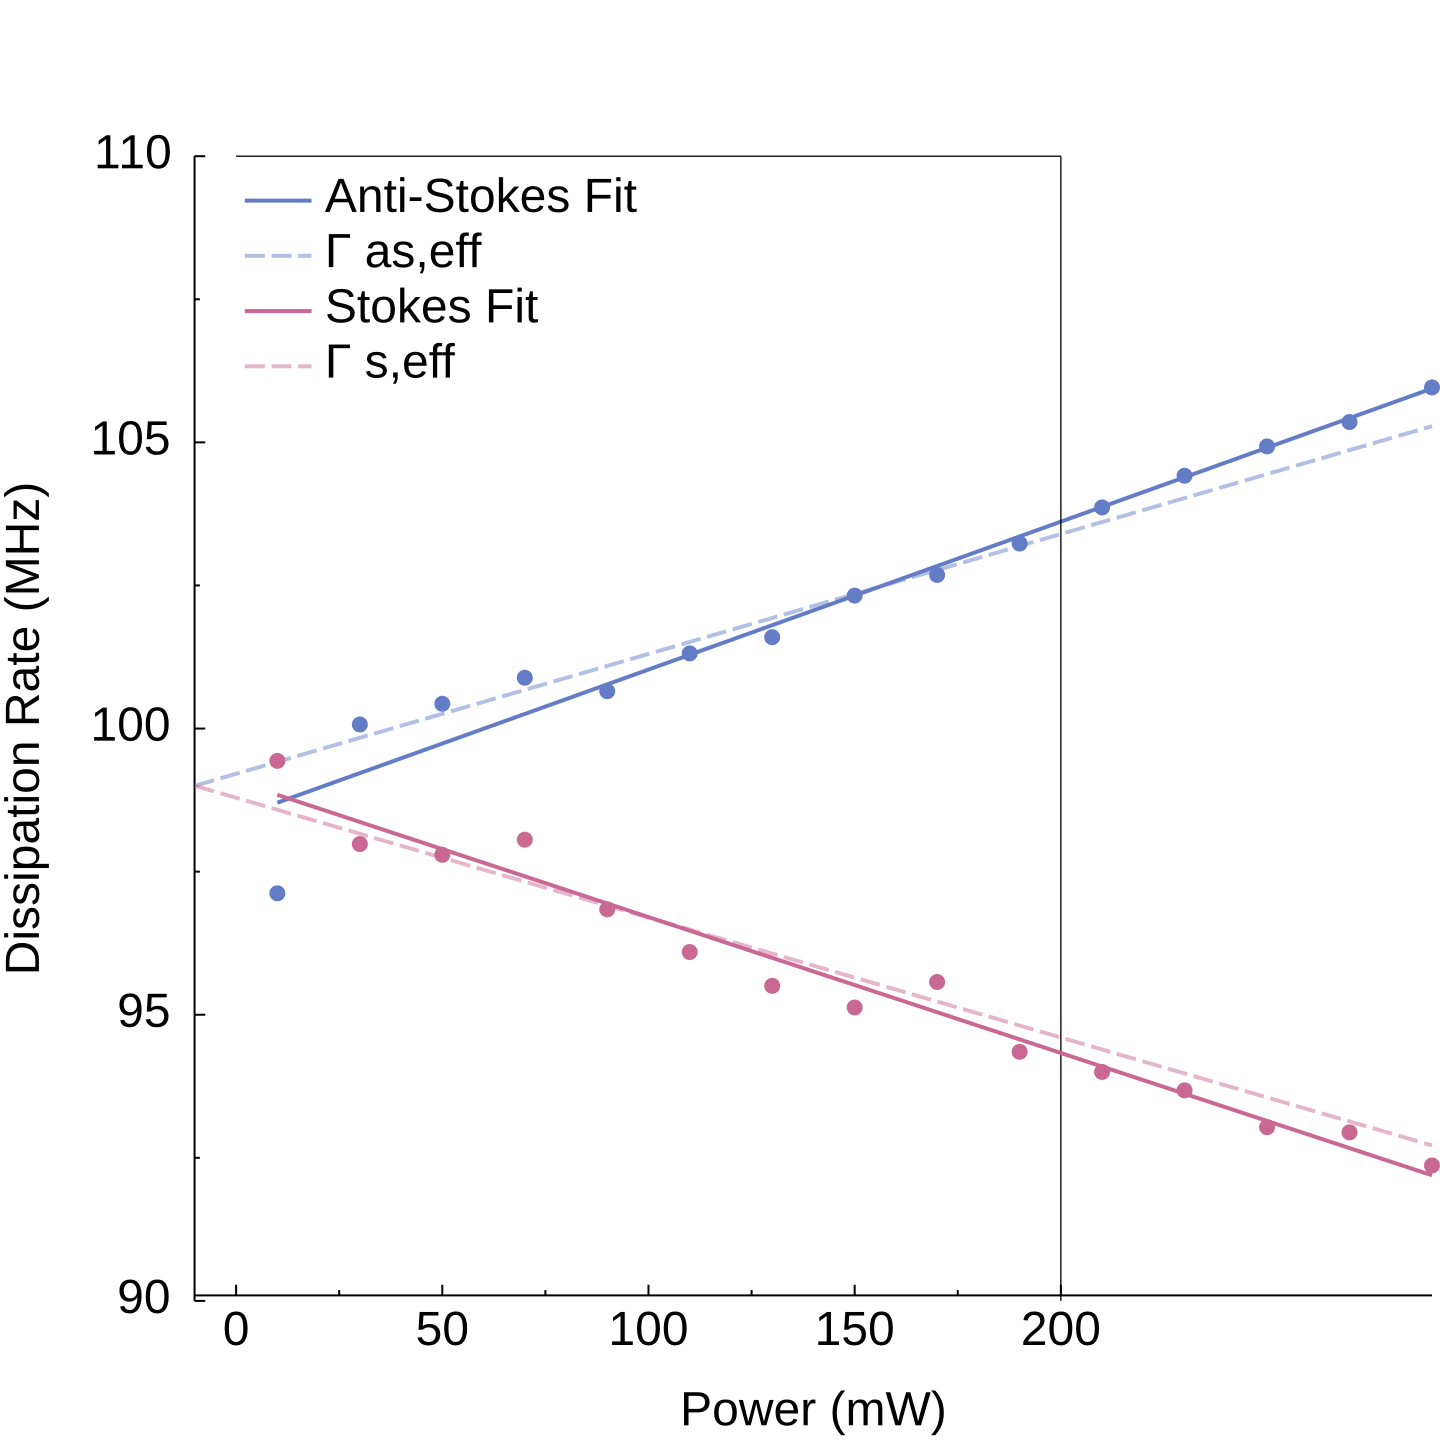 110
Anti-Stokes Fit
Γ as,eff
Stokes Fit
Γ s,eff
105
100
95
90
Dissipation Rate (MHz)
0 50 100 150 200
Power (mW)